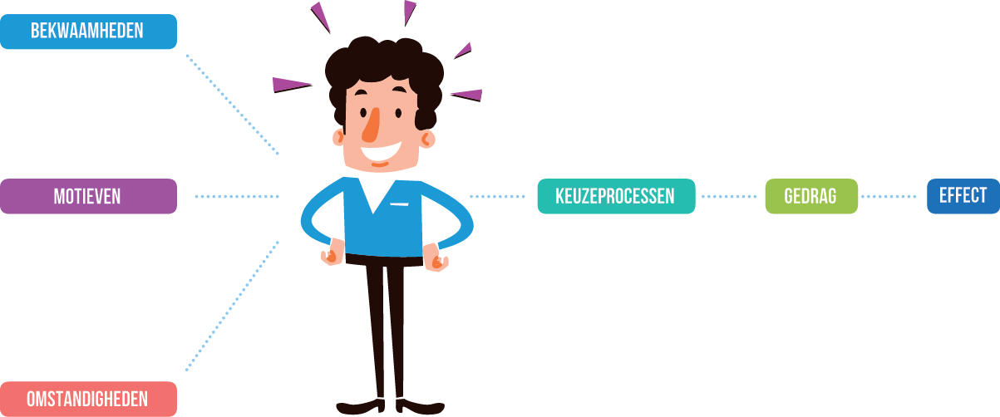 BEKWAAMHEDEN
MOTIEVEN
KEUZEPROCESSEN
GEDRAG
EFFECT
OMSTANDIGHEDEN